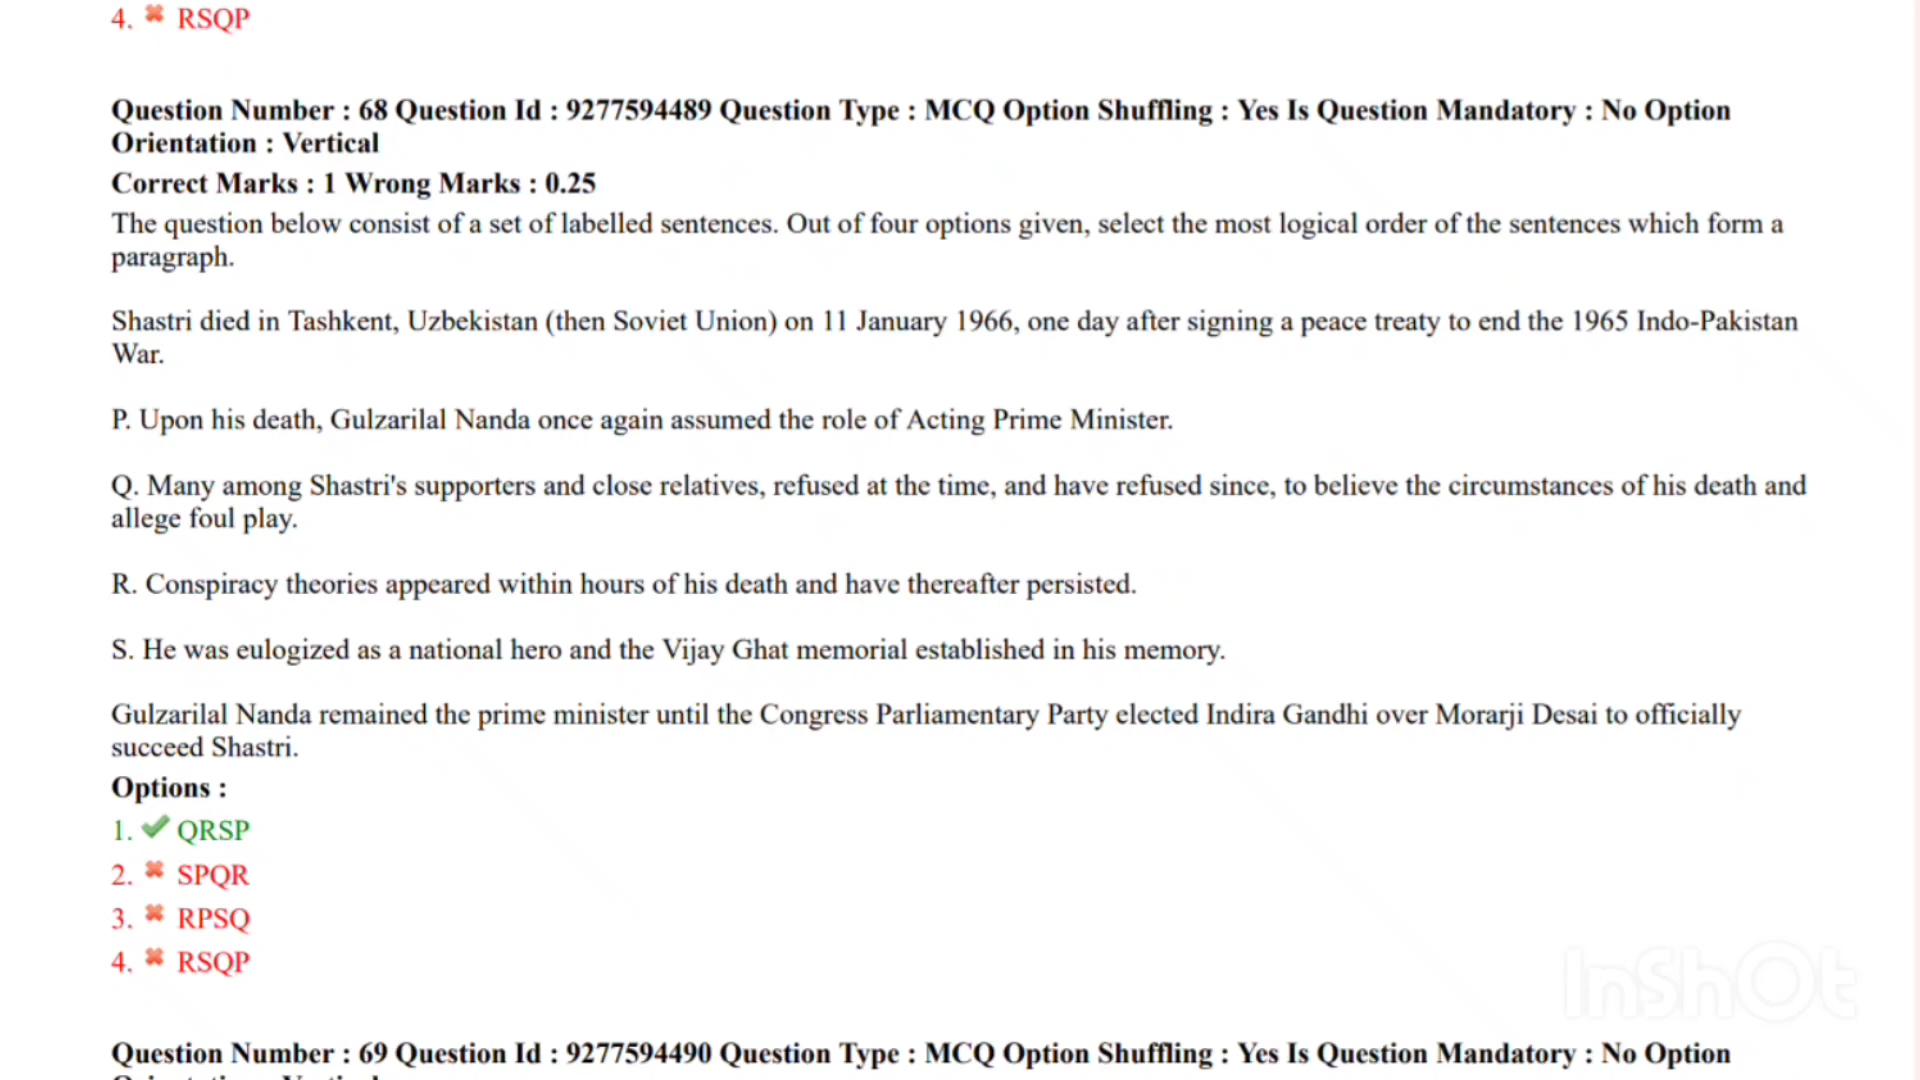 4. RSQP
Question Number : 68 Question Id : 9277594489 Question Type : MCQ Option Shuffling : Yes Is Question Mandatory : No Option
Orientation : Vertical
Correct Marks : 1 Wrong Marks : 0.25
The question below consist of a set of labelled sentences. Out of four options given, select the most logical order of the sentences which form a
paragraph.
Shastri died in Tashkent, Uzbekistan (then Soviet Union) on 11 January 1966, one day after signing a peace treaty to end the 1965 Indo-Pakistan
War.
P. Upon his death, Gulzarilal Nanda once again assumed the role of Acting Prime Minister.
Q. Many among Shastri's supporters and close relatives, refused at the time, and have refused since, to believe the circumstances of his death and
allege foul play.
R. Conspiracy theories appeared within hours of his death and have thereafter persisted.
S. He was eulogized as a national hero and the Vijay Ghat memorial established in his memory.
Gulzarilal Nanda remained the prime minister until the Congress Parliamentary Party elected Indira Gandhi over Morarji Desai to officially
succeed Shastri.
Options :
1. QRSP
2. SPQR
3. RPSQ
4. RSQP
InShOt
Question Number : 69 Question Id : 9277594490 Question Type : MCQ Option Shuffling : Yes Is Question Mandatory : No Option